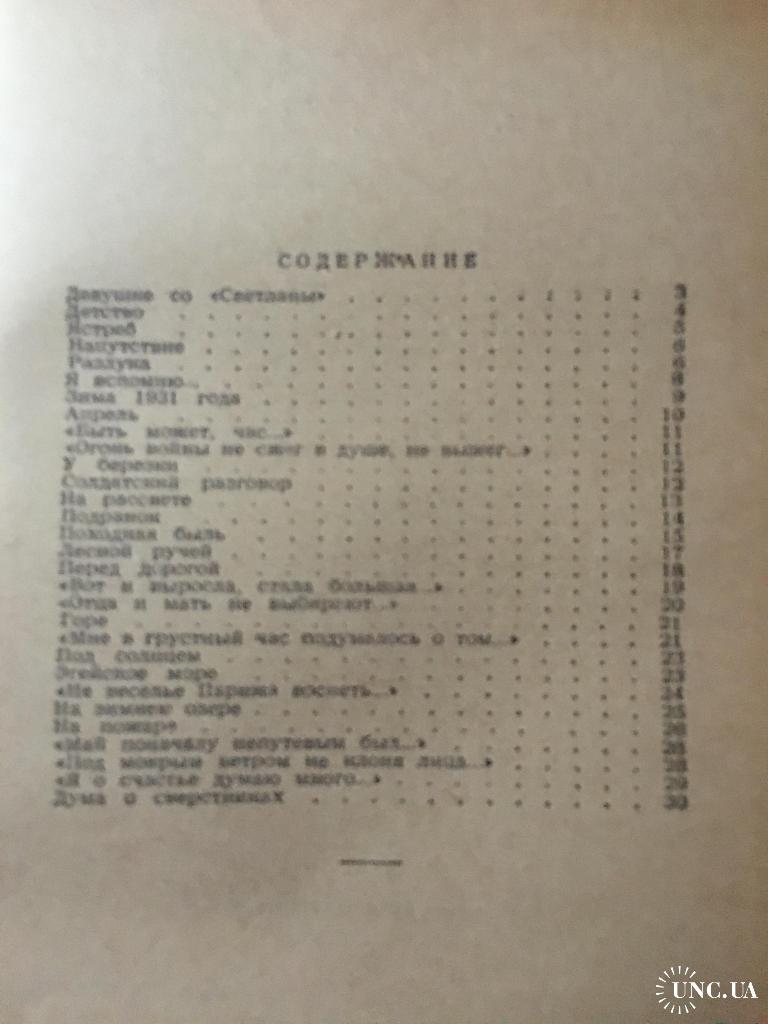 СОДЕРЖАНИЕ
Девушке со «Светланы» . . . . . . . . . . . 3
Детство . . . . . . . . . . . . . . . . 4
Ястреб . . . . . . . . . . . . . . . . 5
Напутствие . . . . . . . . . . . . . . . 6
Разлука . . . . . . . . . . . . . . . . 6
Я вспомню... . . . . . . . . . . . . . . . 8
Зима 1931 года . . . . . . . . . . . . . . 9
Апрель . . . . . . . . . . . . . . . . 10
«Быть может, час...» . . . . . . . . . . . . 11
«Огонь войны не сжег в душе, не выжег...» . . . . 11
У березки . . . . . . . . . . . . . . . 12
Солдатский разговор . . . . . . . . . . . . 12
На рассвете . . . . . . . . . . . . . . . 13
Подранок . . . . . . . . . . . . . . . . 14
Походная быль . . . . . . . . . . . . . . 15
Лесной ручей . . . . . . . . . . . . . . 17
Перед дорогой . . . . . . . . . . . . . . 18
«Вот и выросла, стала большая...» . . . . . . . 19
«Отца и мать не выбирают...» . . . . . . . . . 20
Горе . . . . . . . . . . . . . . . . . 21
«Мне в грустный час подумалось о том...» . . . . 21
Под солнцем . . . . . . . . . . . . . . .
Эгейское море . . . . . . . . . . . . . . 23
«Не веселье Парижа воспеть...» . . . . . . . . 24
На зимнем озере . . . . . . . . . . . . . 25
На пожаре . . . . . . . . . . . . . . . 26
«Май поначалу непутевым был...» . . . . . . .
«Под мокрым ветром не клоня лица...» . . . . . 28
«Я о счастье думаю много...» . . . . . . . . . 29
Дума о сверстниках . . . . . . . . . . . . 30
UNC.UA